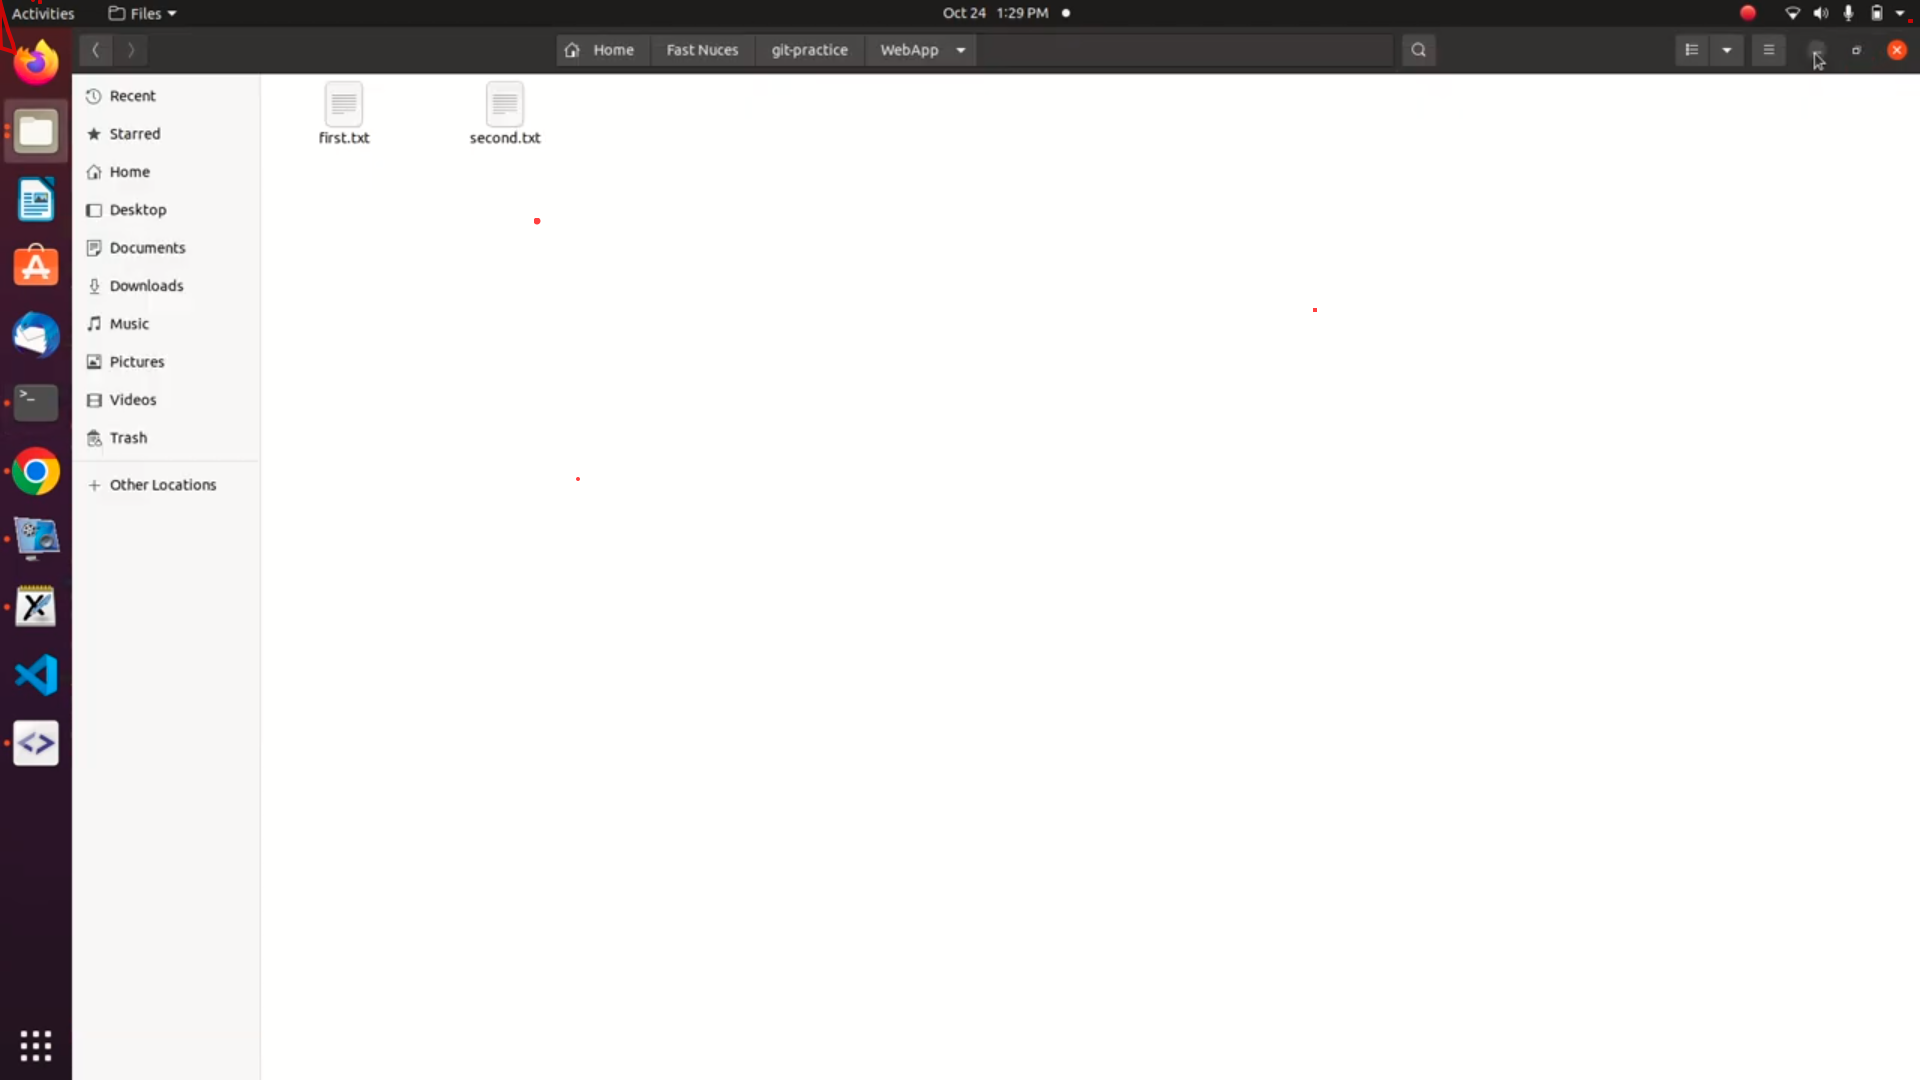 Activities Files Oct 24 1:29 PM
Home Fast Nuces git-practice WebApp
Recent
Starred
Home
Desktop
Documents
Downloads
Music
Pictures
Videos
Trash
Other Locations
first.txt second.txt